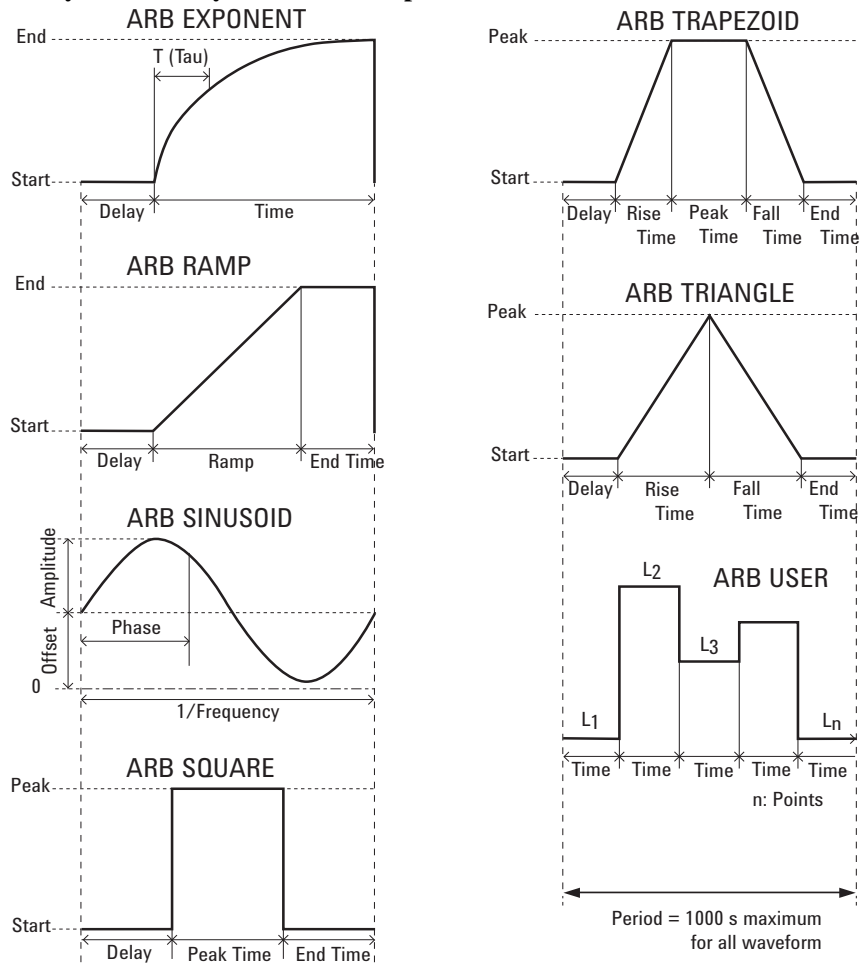 ARB EXPONENT
End
T (Tau)
Start
Delay
Time
ARB RAMP
End
Start
Delay
Ramp
End Time
ARB SINUSOID
Amplitude
Offset
Phase
0
1/Frequency
ARB SQUARE
Peak
Start
Delay
Peak Time
End Time
ARB TRAPEZOID
Peak
Start
Delay
Rise
Time
Peak
Time
Fall
Time
End
Time
ARB TRIANGLE
Peak
Start
Delay
Rise
Time
Fall
Time
End
Time
ARB USER
L1
L2
L3
Ln
Time
Time
Time
Time
Time
n: Points
Period = 1000 s maximum
for all waveform